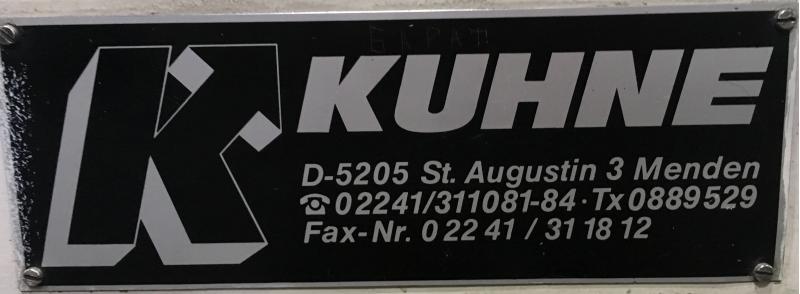 K KUHNE
D-5205 St. Augustin 3 Menden
☎02241/311081-84·Tx0889529
Fax-Nr. 0 22 41 / 31 18 12